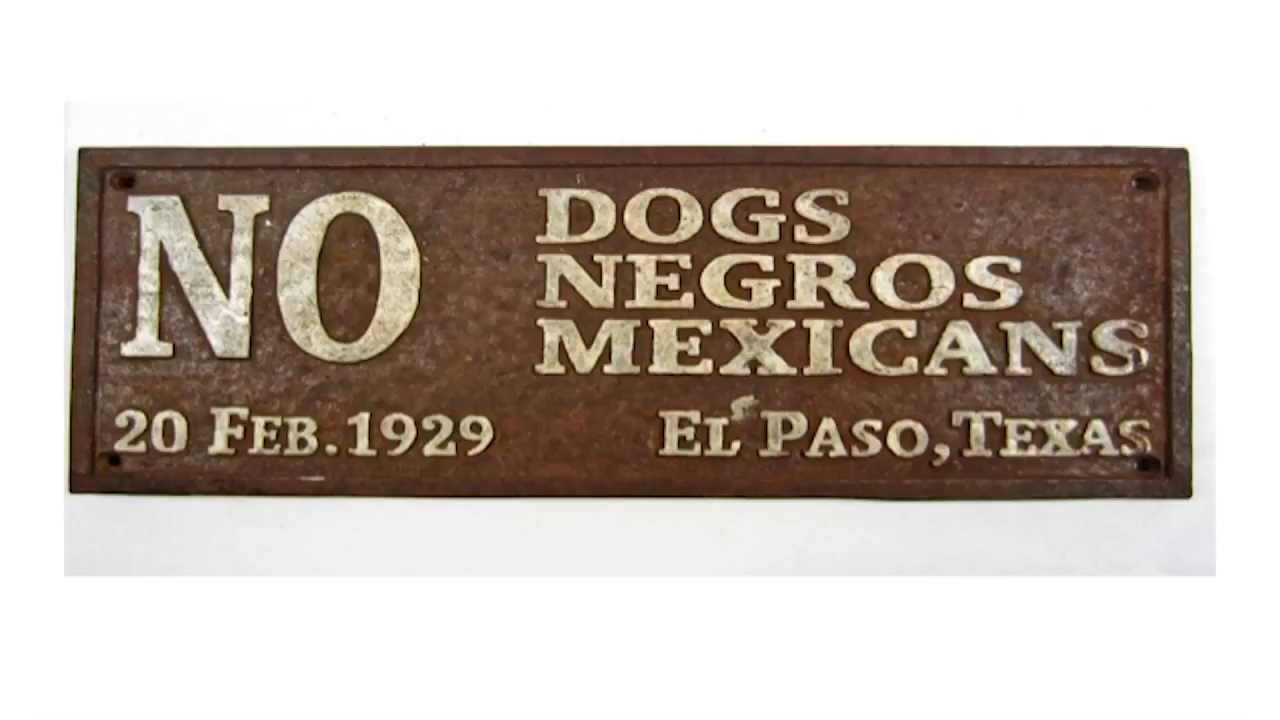 NO
DOGS
NEGROS
MEXICANS
20 FEB. 1929
EL PASO, TEXAS